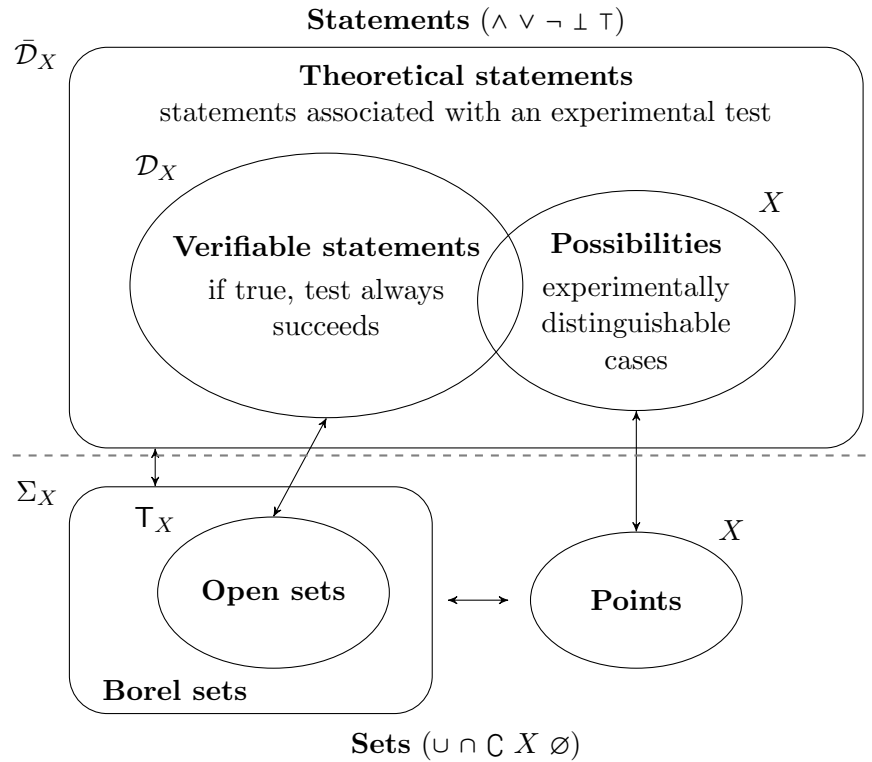 Statements (∧ ∨ ¬ ⊥ ⊤)
𝒟̄_X
Theoretical statements
statements associated with an experimental test
𝒟_X
X
Verifiable statements
if true, test always
succeeds
Possibilities
experimentally
distinguishable
cases
Σ_X
T_X
X
Open sets
Points
Borel sets
Sets (∪ ∩ ∁ X ∅)